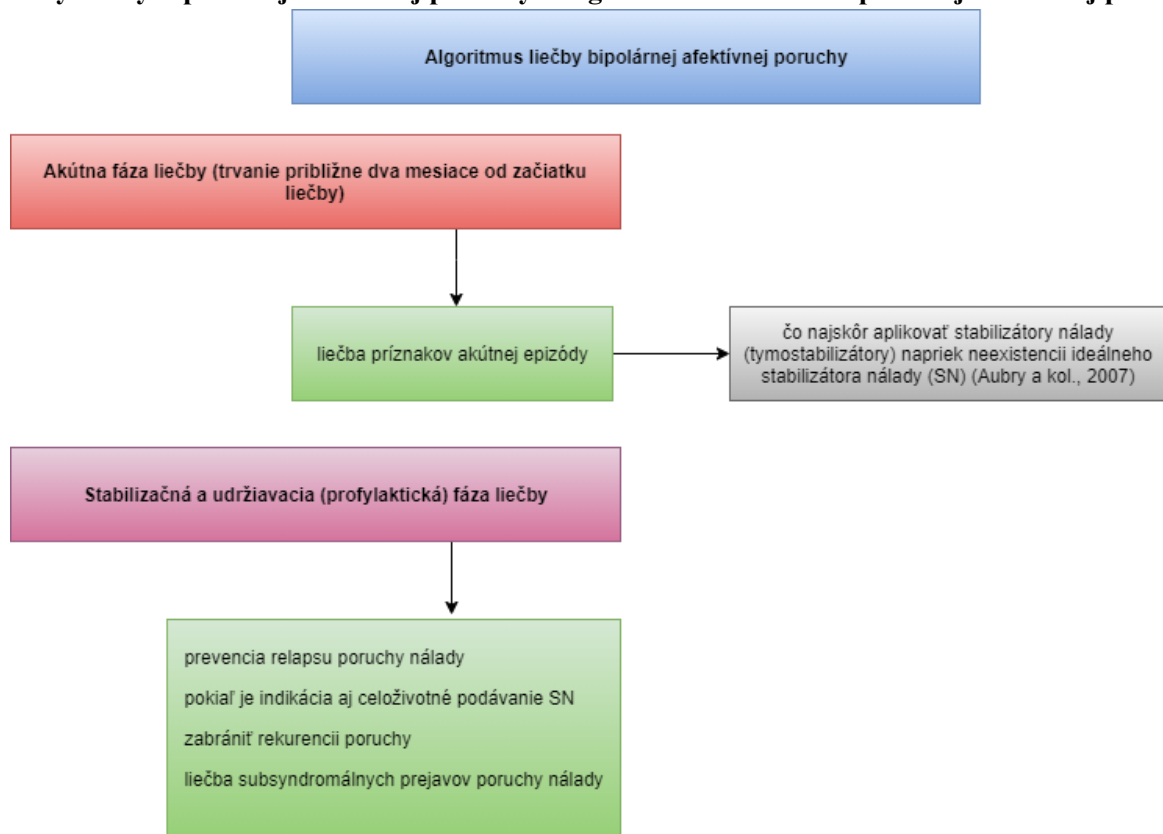 Algoritmus liečby bipolárnej afektívnej poruchy
Akútna fáza liečby (trvanie približne dva mesiace od začiatku
liečby)
liečba príznakov akútnej epizódy
čo najskôr aplikovať stabilizátory nálady
(tymostabilizátory) napriek neexistencii ideálneho
stabilizátora nálady (SN) (Aubry a kol., 2007)
Stabilizačná a udržiavacia (profylaktická) fáza liečby
prevencia relapsu poruchy nálady
pokiaľ je indikácia aj celoživotné podávanie SN
zabrániť rekurencii poruchy
liečba subsyndromálnych prejavov poruchy nálady